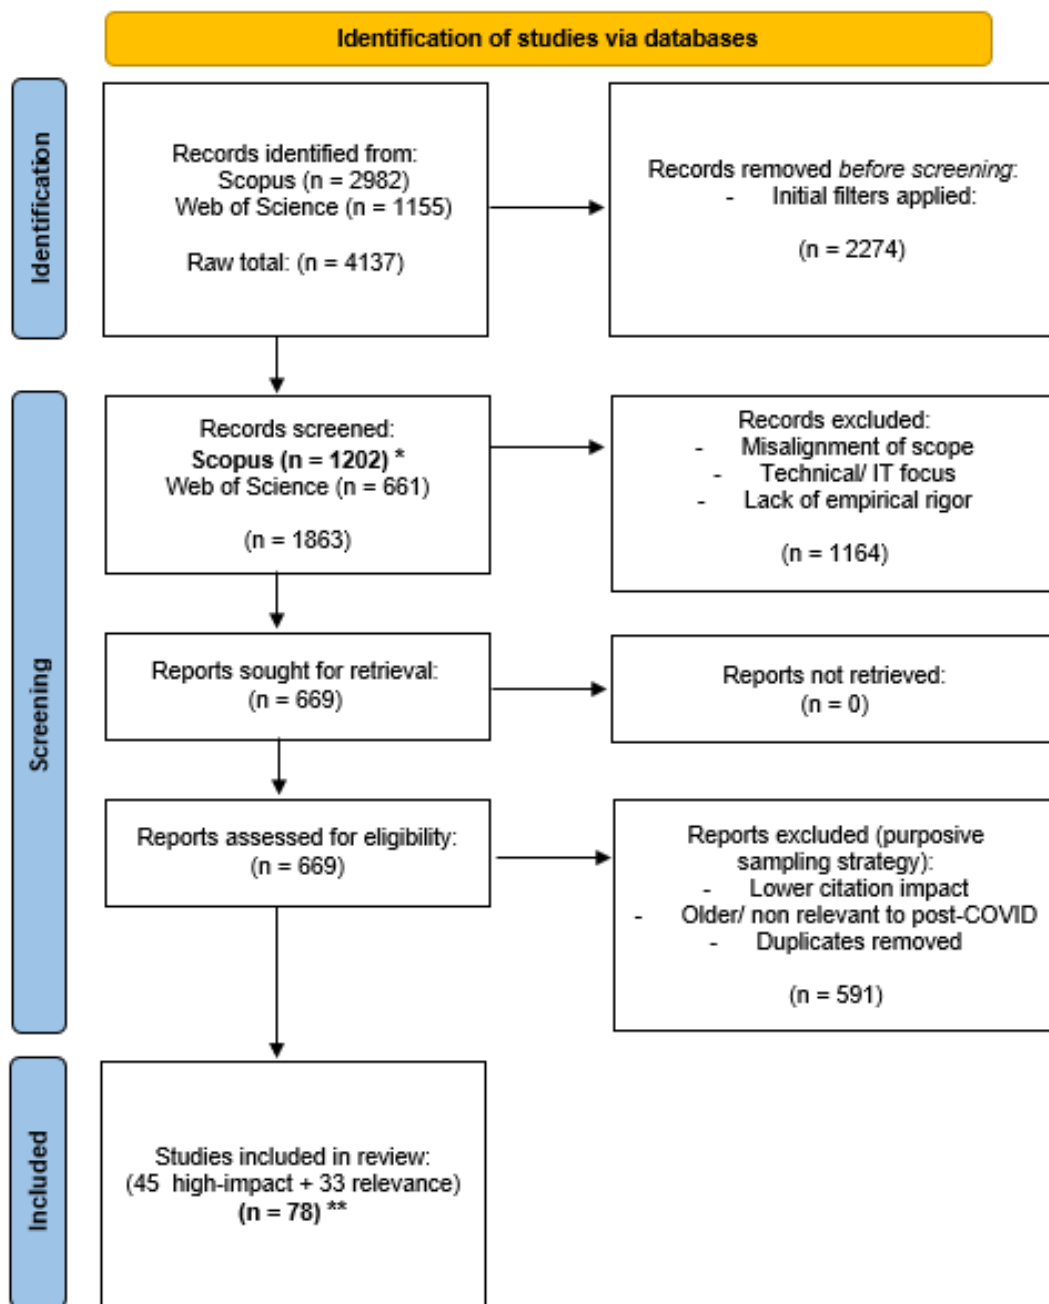 Identification of studies via databases
Identification
Records identified from:
Scopus (n = 2982)
Web of Science (n = 1155)
Raw total: (n = 4137)
Records removed before screening:
- Initial filters applied:
(n = 2274)
Screening
Records screened:
Scopus (n = 1202) *
Web of Science (n = 661)
(n = 1863)
Records excluded:
- Misalignment of scope
- Technical/ IT focus
- Lack of empirical rigor
(n = 1164)
Reports sought for retrieval:
(n = 669)
Reports not retrieved:
(n = 0)
Reports assessed for eligibility:
(n = 669)
Reports excluded (purposive
sampling strategy):
- Lower citation impact
- Older/ non relevant to post-COVID
- Duplicates removed
(n = 591)
Included
Studies included in review:
(45 high-impact + 33 relevance)
(n = 78) **